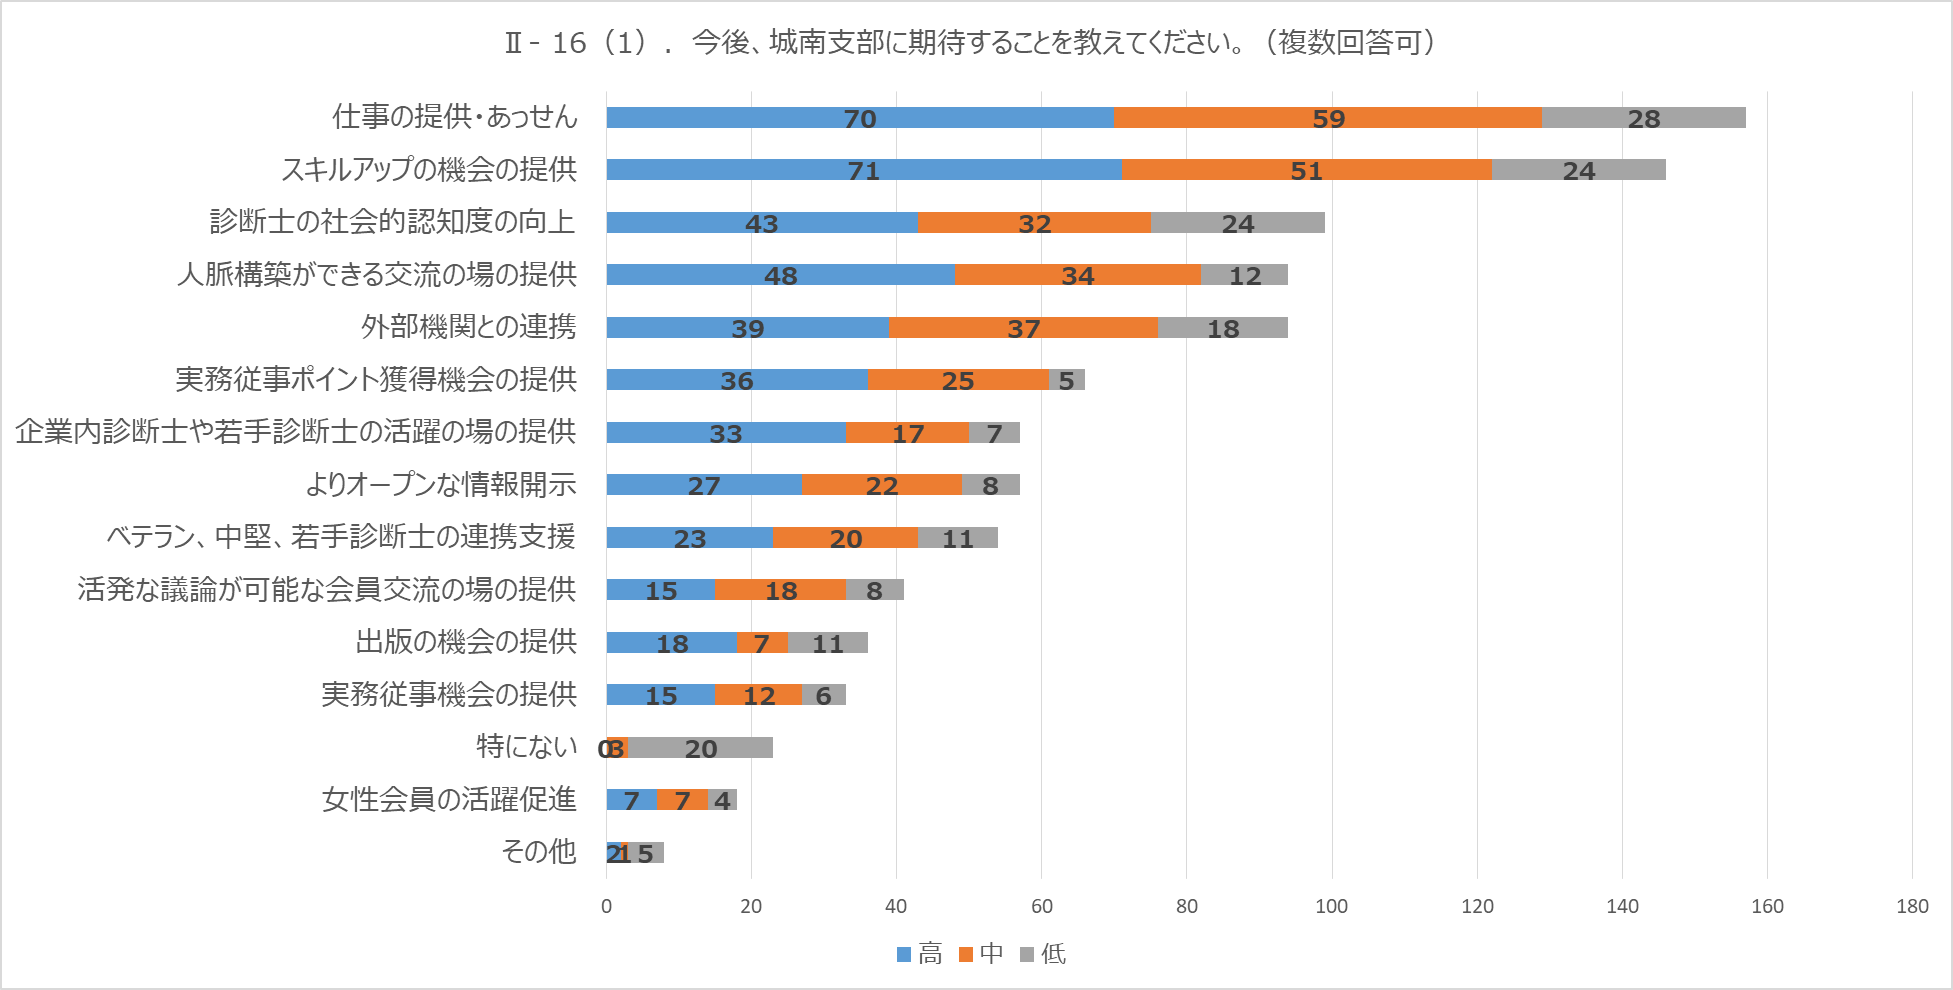 Ⅱ- 16（1）. 今後、城南支部に期待することを教えてください。（複数回答可）
仕事の提供・あっせん 70 59 28
スキルアップの機会の提供 71 51 24
診断士の社会的認知度の向上 43 32 24
人脈構築ができる交流の場の提供 48 34 12
外部機関との連携 39 37 18
実務従事ポイント獲得機会の提供 36 25 5
企業内診断士や若手診断士の活躍の場の提供 33 17 7
よりオープンな情報開示 27 22 8
ベテラン、中堅、若手診断士の連携支援 23 20 11
活発な議論が可能な会員交流の場の提供 15 18 8
出版の機会の提供 18 7 11
実務従事機会の提供 15 12 6
特にない 0 3 20
女性会員の活躍促進 7 7 4
その他 2 1 5
0 20 40 60 80 100 120 140 160 180
高 中 低